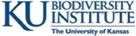 KU BIODIVERSITY
INSTITUTE
The University of Kansas